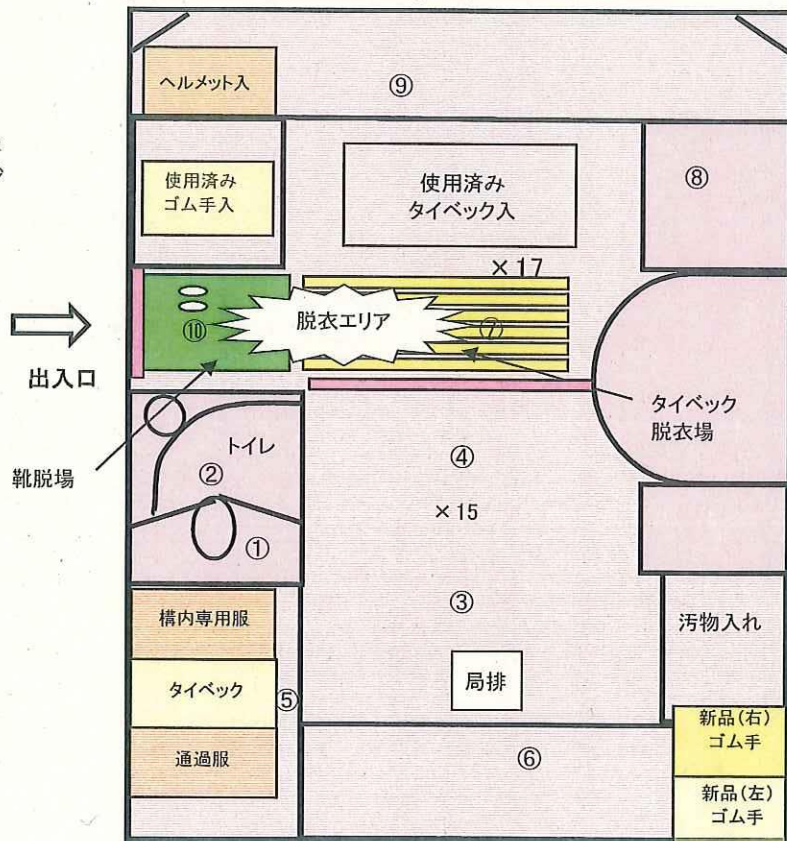 ヘルメット入
⑨
使用済み
ゴム手入
使用済み
タイベック入
⑧
×17
⑩
脱衣エリア
⑦
出入口
タイベック
脱衣場
靴脱場
トイレ
②
④
×15
①
③
構内専用服
汚物入れ
局排
タイベック
⑤
新品(右)
ゴム手
通過服
⑥
新品(左)
ゴム手